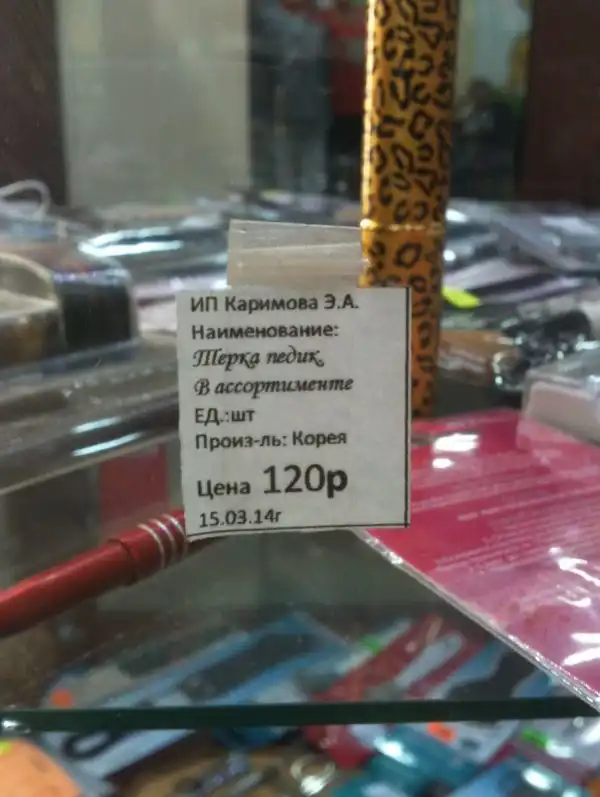 ИП Каримова Э.А.
Наименование:
Терка педик,
В ассортименте
ЕД.:шт
Произ-ль: Корея
Цена 120р
15.03.14г